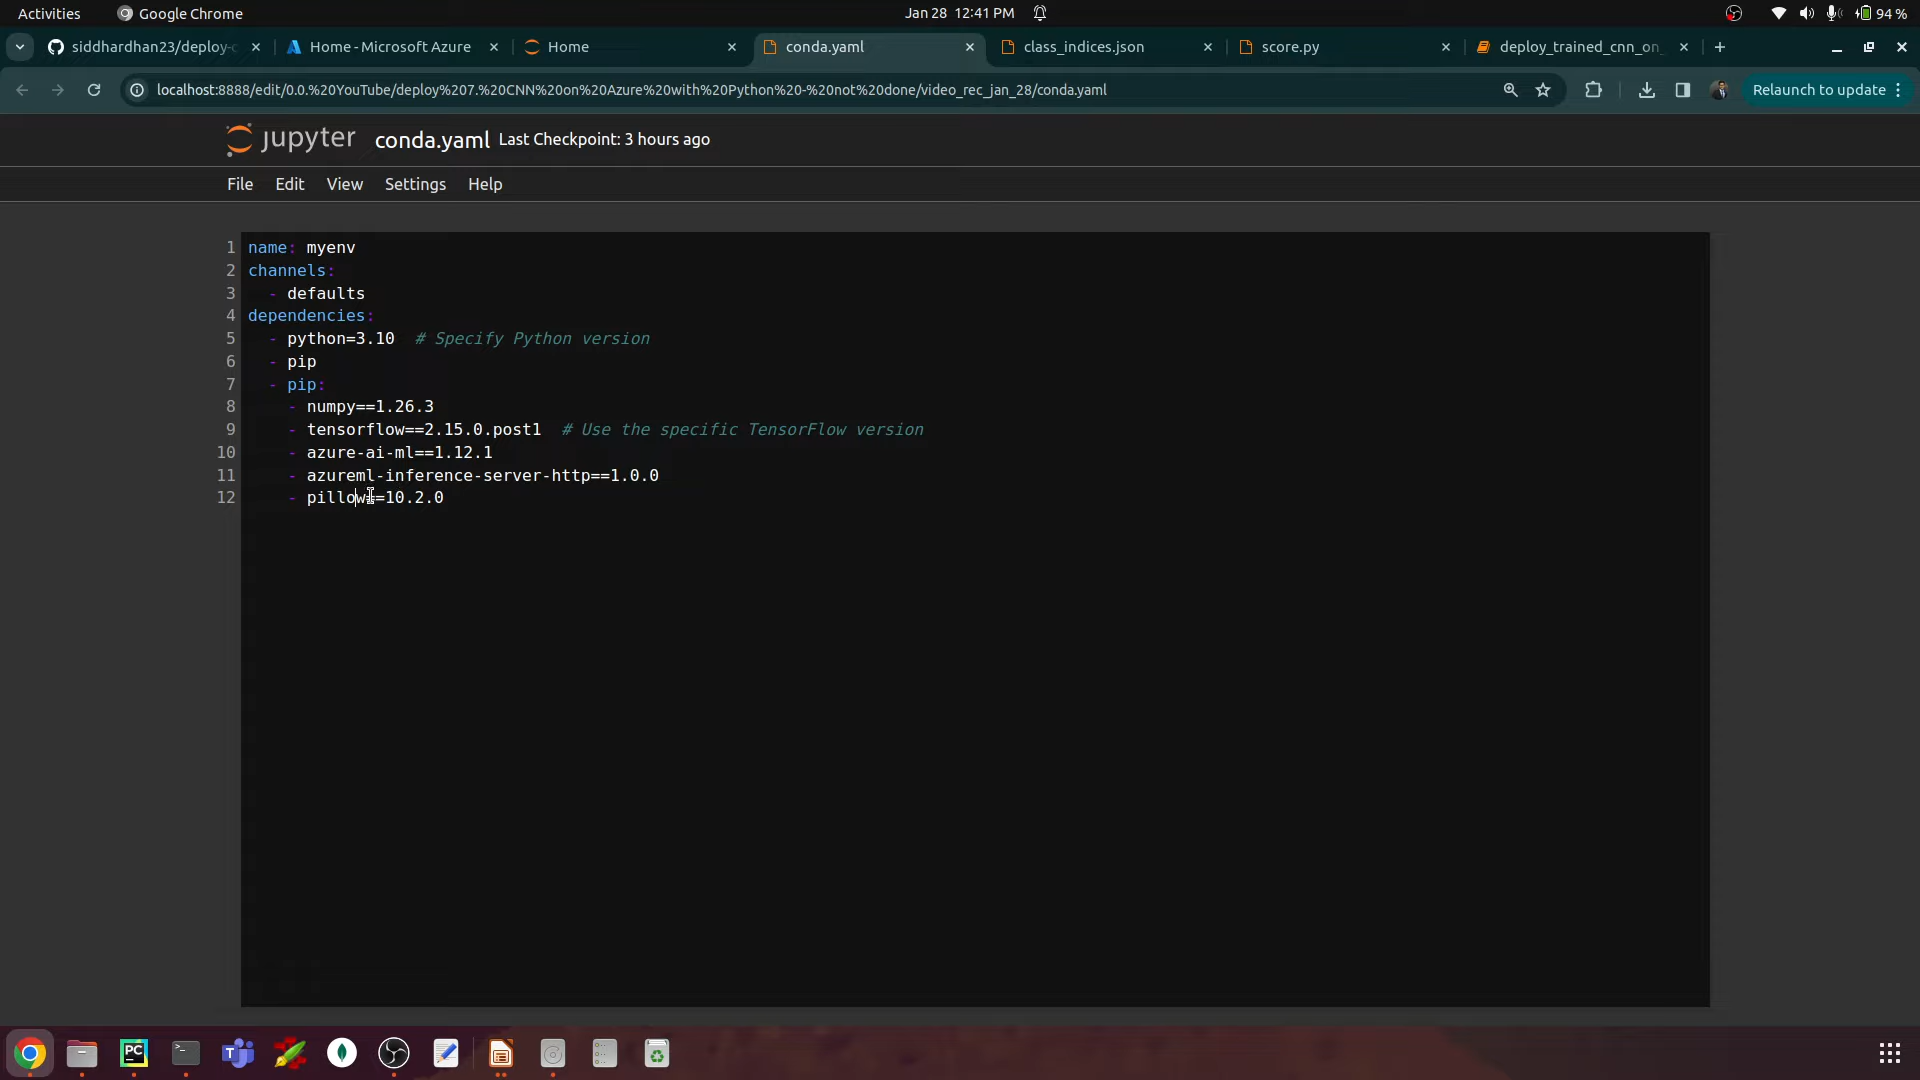 Activities Google Chrome Jan 28 12:41 PM 94 %
siddhardhan23/deploy-c Home - Microsoft Azure Home conda.yaml class_indices.json score.py deploy_trained_cnn_on_
localhost:8888/edit/0.0.%20YouTube/deploy%207.%20CNN%20on%20Azure%20with%20Python%20-%20not%20done/video_rec_jan_28/conda.yaml Relaunch to update
jupyter conda.yaml Last Checkpoint: 3 hours ago
File Edit View Settings Help
1 name: myenv
2 channels:
3 - defaults
4 dependencies:
5 - python=3.10 # Specify Python version
6 - pip
7 - pip:
8 - numpy==1.26.3
9 - tensorflow==2.15.0.post1 # Use the specific TensorFlow version
10 - azure-ai-ml==1.12.1
11 - azureml-inference-server-http==1.0.0
12 - pillow==10.2.0